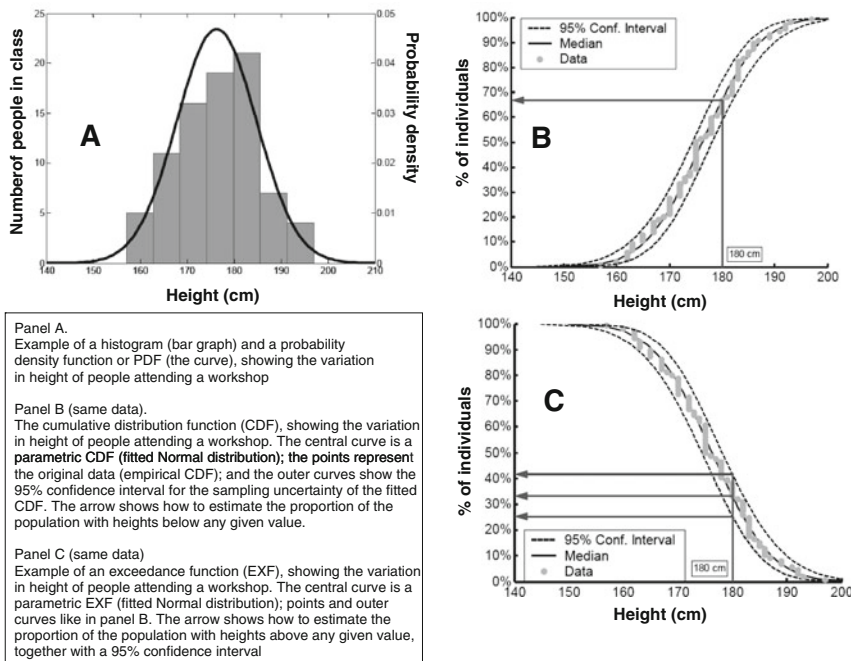 25
20
15
10
5
0
Numberof people in class
0.05
0.04
0.03
0.02
0.01
0
Probability density
A
140 150 160 170 180 190 200 210
Height (cm)
100%
90%
80%
70%
60%
50%
40%
30%
20%
10%
0%
% of individuals
95% Conf. Interval
Median
Data
B
180 cm
140 150 160 170 180 190 200
Height (cm)
Panel A.
Example of a histogram (bar graph) and a probability
density function or PDF (the curve), showing the variation
in height of people attending a workshop
Panel B (same data).
The cumulative distribution function (CDF), showing the variation
in height of people attending a workshop. The central curve is a
parametric CDF (fitted Normal distribution); the points represent
the original data (empirical CDF); and the outer curves show the
95% confidence interval for the sampling uncertainty of the fitted
CDF. The arrow shows how to estimate the proportion of the
population with heights below any given value.
Panel C (same data)
Example of an exceedance function (EXF), showing the variation
in height of people attending a workshop. The central curve is a
parametric EXF (fitted Normal distribution); points and outer
curves like in panel B. The arrow shows how to estimate the
proportion of the population with heights above any given value,
together with a 95% confidence interval
100%
90%
80%
70%
60%
50%
40%
30%
20%
10%
0%
% of individuals
C
95% Conf. Interval
Median
Data
180 cm
140 150 160 170 180 190 200
Height (cm)